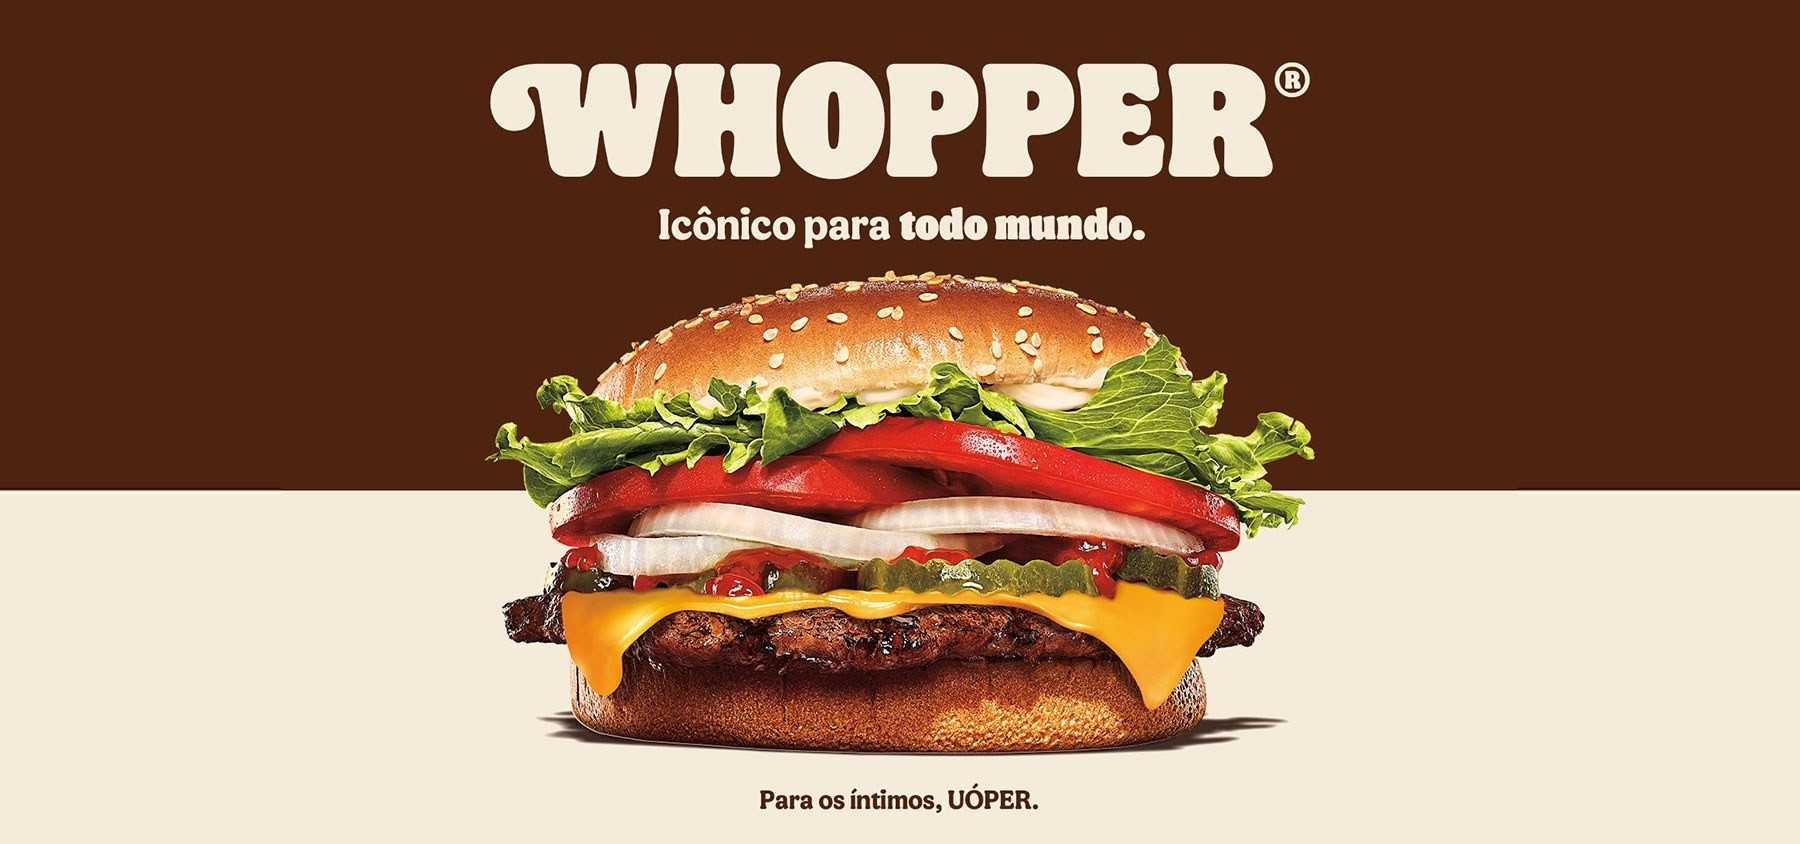 WHOPPER®
Icônico para todo mundo.
Para os íntimos, UÓPER.